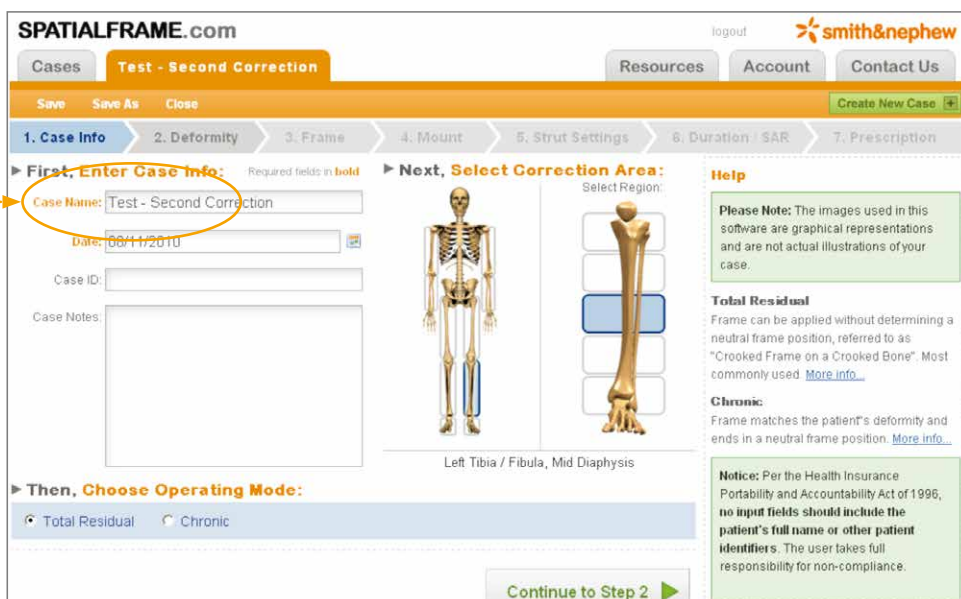 SPATIALFRAME.com
logout
smith&nephew
Cases
Test - Second Correction
Resources
Account
Contact Us
Save
Save As
Close
Create New Case +
1. Case Info
2. Deformity
3. Frame
4. Mount
5. Strut Settings
6. Duration / SAR
7. Prescription
First, Enter Case Info:
Required fields in bold
Case Name: Test - Second Correction
Date: 08/11/2010
Case ID:
Case Notes:
Next, Select Correction Area:
Select Region:
Left Tibia / Fibula, Mid Diaphysis
Then, Choose Operating Mode:
Total Residual
Chronic
Continue to Step 2
Help
Please Note: The images used in this
software are graphical representations
and are not actual illustrations of your
case.
Total Residual
Frame can be applied without determining a
neutral frame position, referred to as
"Crooked Frame on a Crooked Bone". Most
commonly used. More info...
Chronic
Frame matches the patient"s deformity and
ends in a neutral frame position. More info...
Notice: Per the Health Insurance
Portability and Accountability Act of 1996,
no input fields should include the
patient's full name or other patient
identifiers. The user takes full
responsibility for non-compliance.